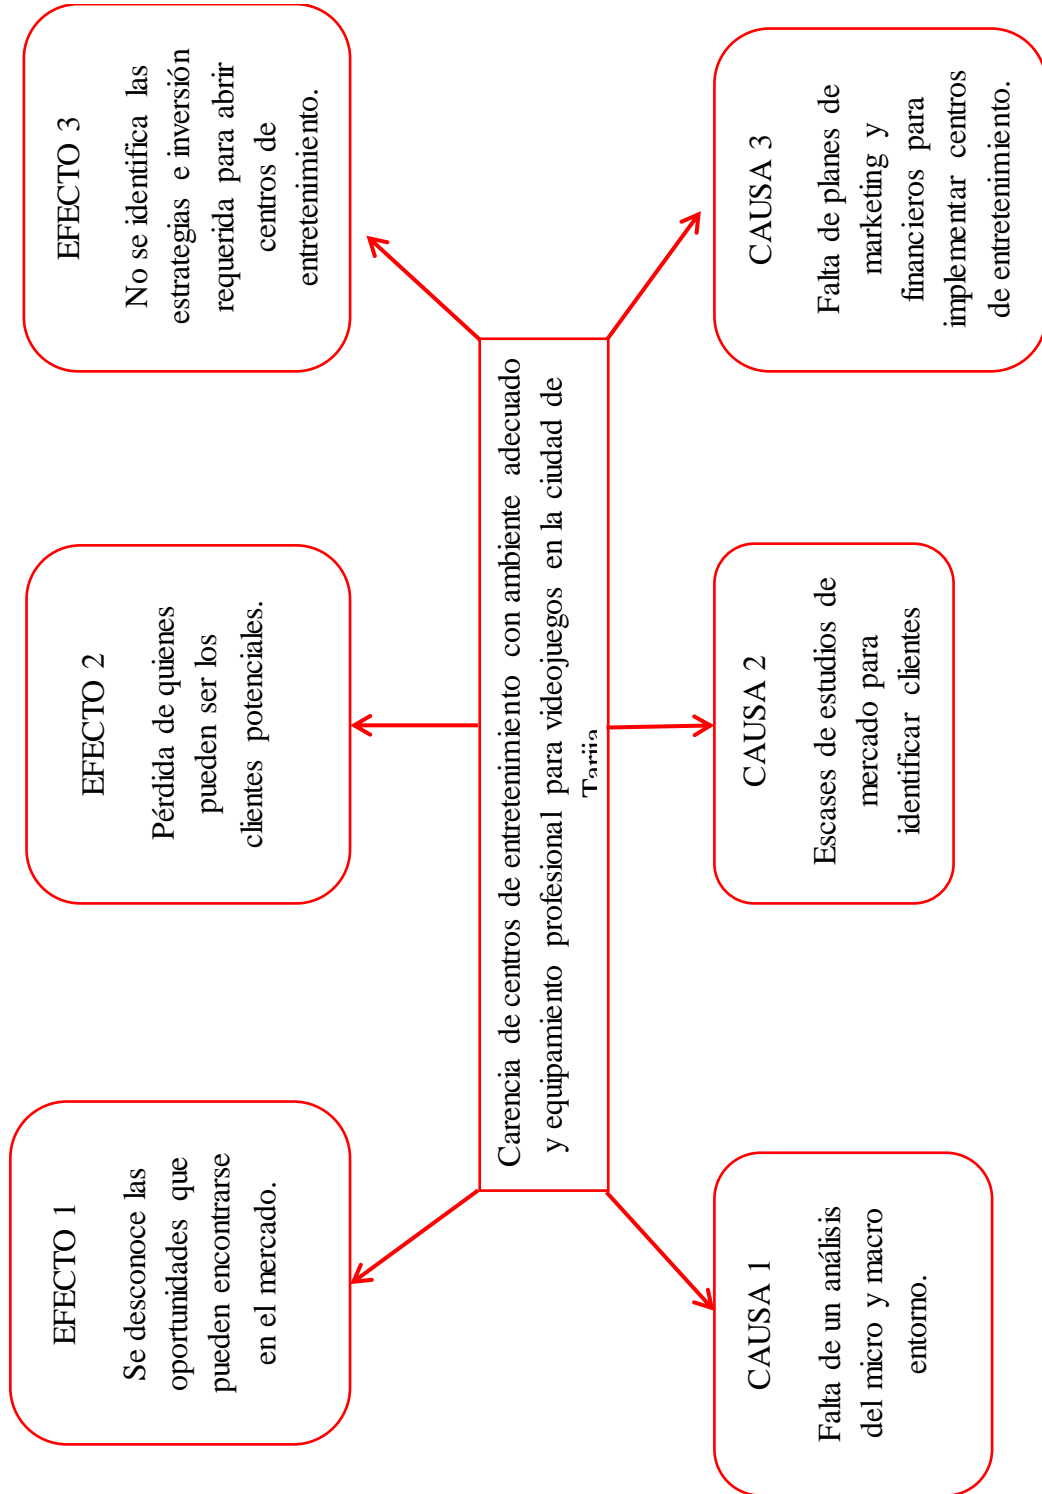 EFECTO 1
Se desconoce las
oportunidades que
pueden encontrarse
en el mercado.
EFECTO 2
Pérdida de quienes
pueden ser los
clientes potenciales.
EFECTO 3
No se identifica las
estrategias e inversión
requerida para abrir
centros de
entretenimiento.
Carencia de centros de entretenimiento con ambiente adecuado
y equipamiento profesional para videojuegos en la ciudad de
Tarija
CAUSA 1
Falta de un análisis
del micro y macro
entorno.
CAUSA 2
Escases de estudios de
mercado para
identificar clientes
CAUSA 3
Falta de planes de
marketing y
financieros para
implementar centros
de entretenimiento.